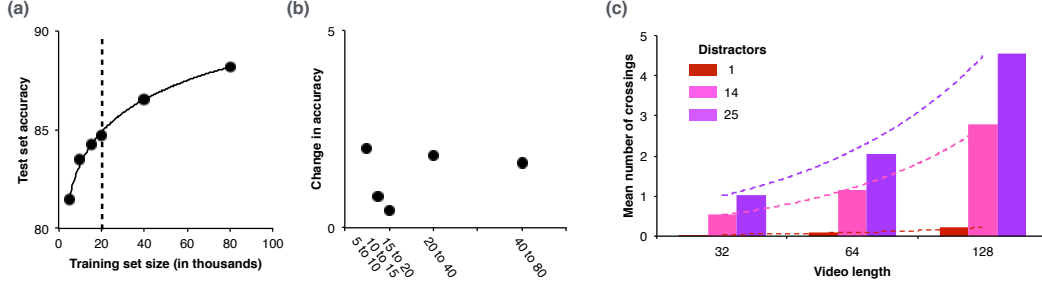 (a)
90
85
80
Test set accuracy
0 20 40 60 80 100
Training set size (in thousands)
(b)
5
0
Change in accuracy
5 to 10
10 to 15
15 to 20
20 to 40
40 to 80
(c)
5
4
3
2
1
0
Mean number of crossings
Distractors
1
14
25
32 64 128
Video length